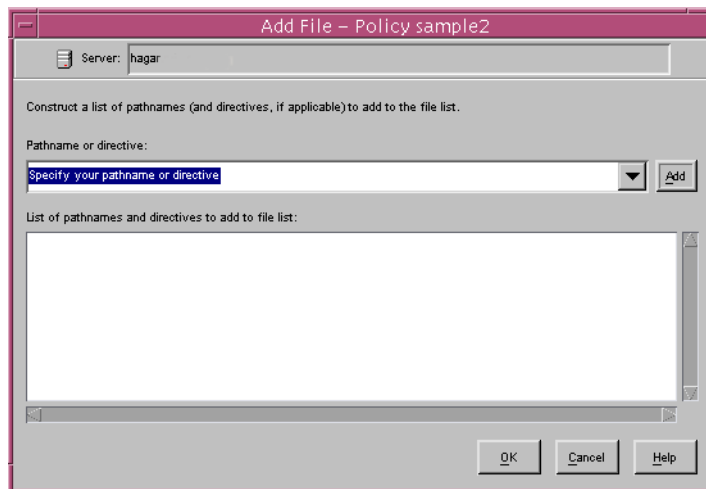 Add File – Policy sample2
Server: hagar
Construct a list of pathnames (and directives, if applicable) to add to the file list.
Pathname or directive:
Specify your pathname or directive
Add
List of pathnames and directives to add to file list:
OK Cancel Help